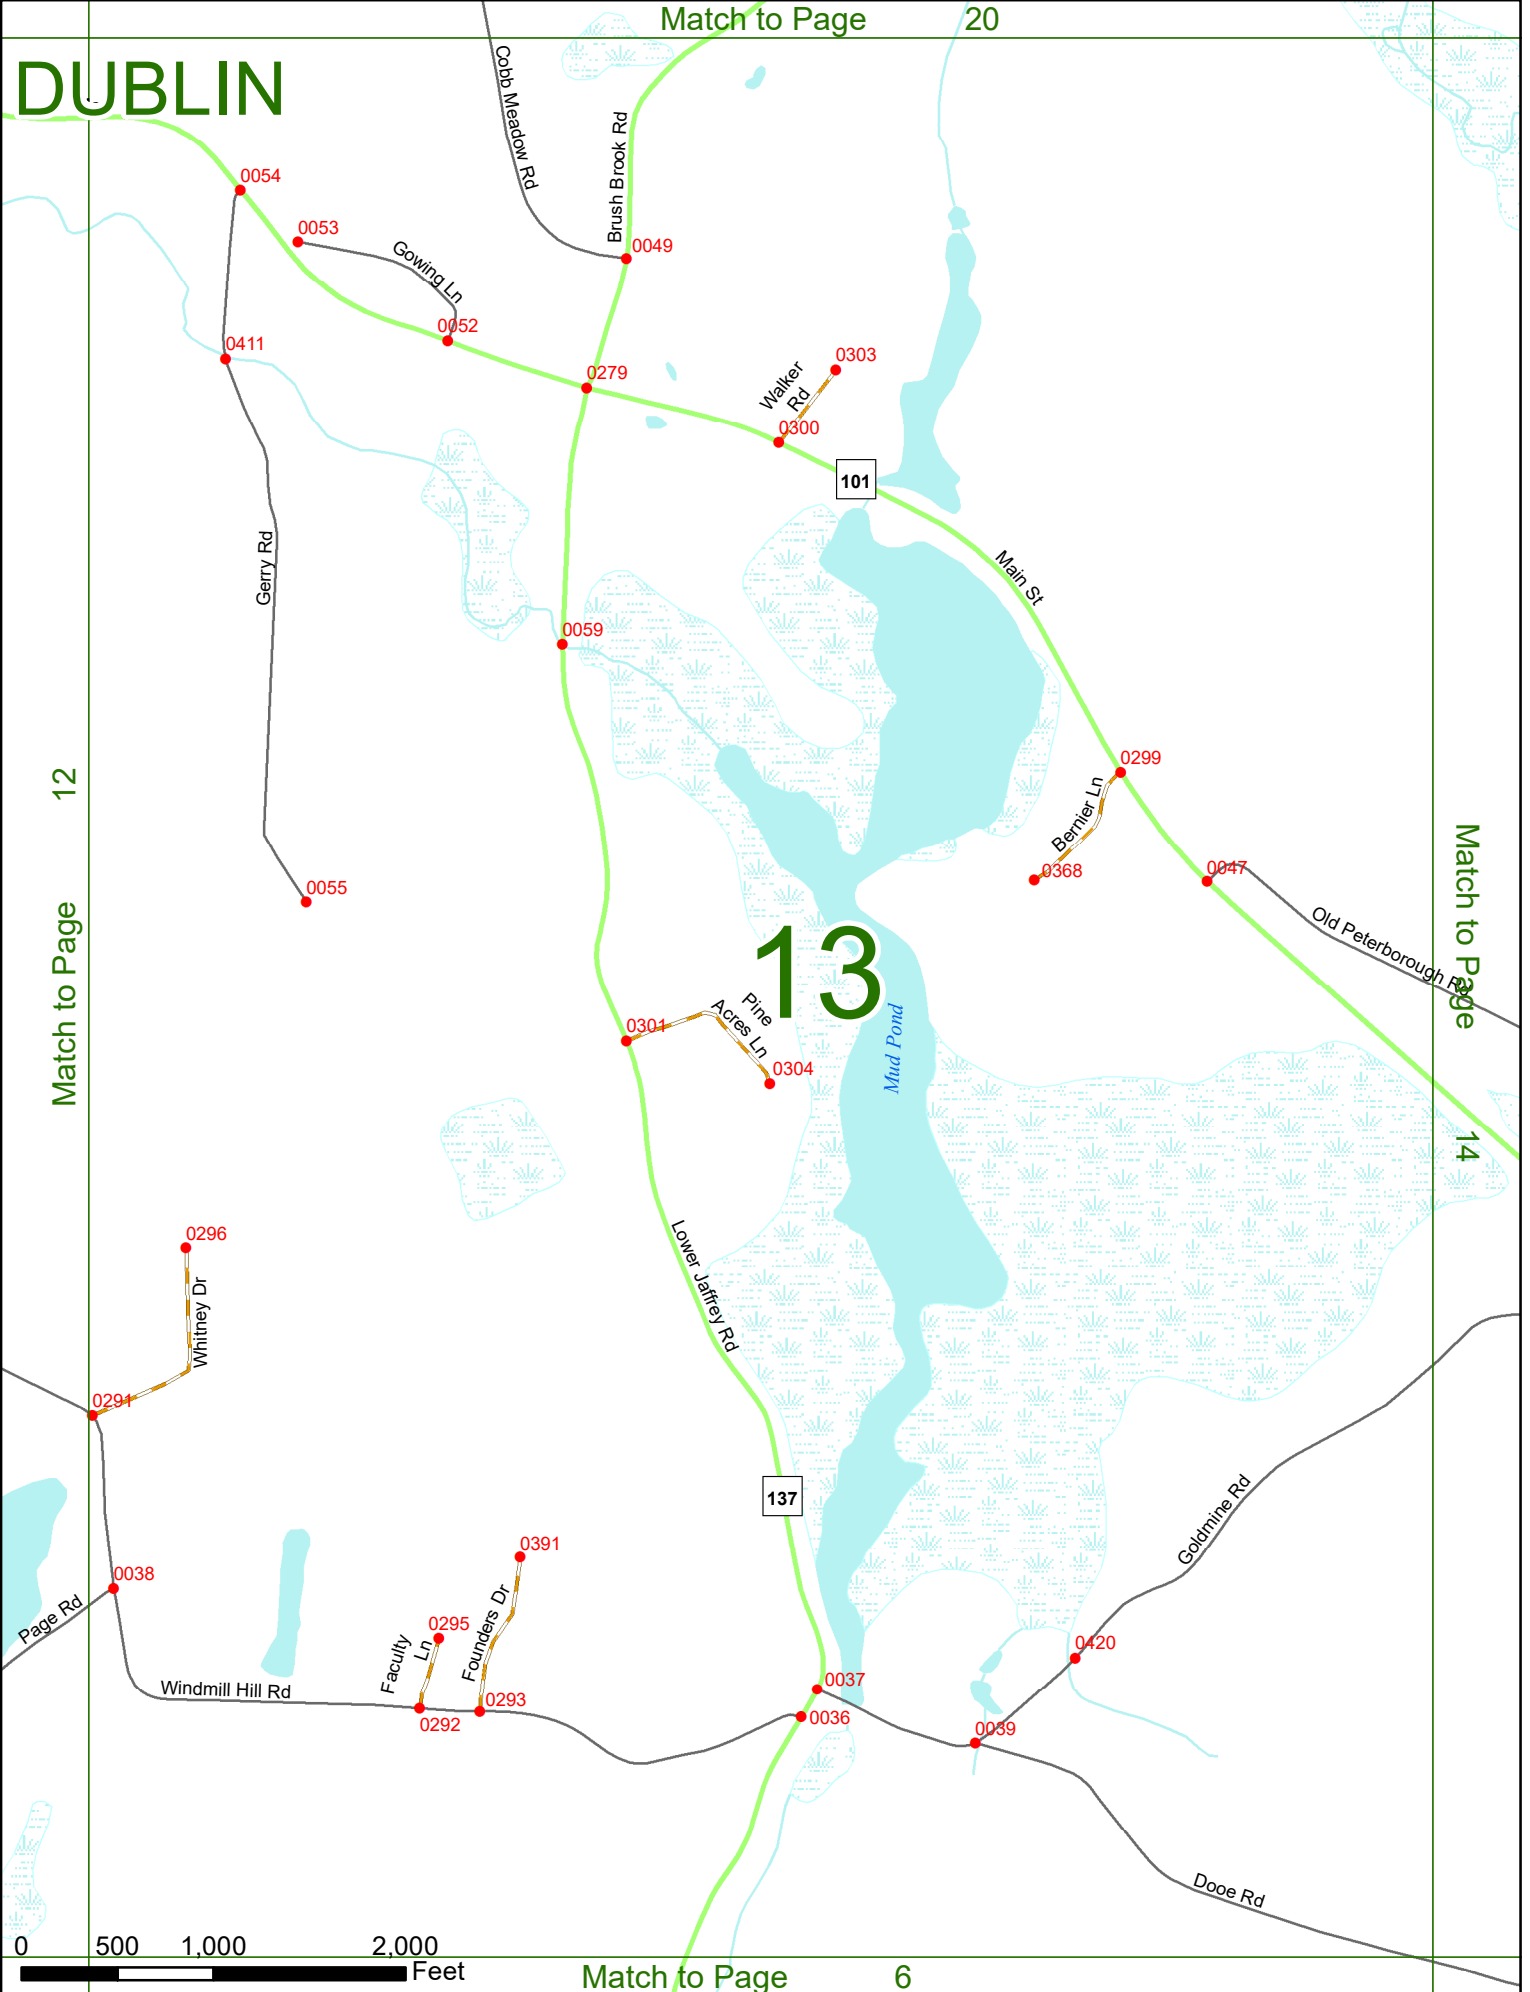 Match to Page 20
DUBLIN
Cobb Meadow Rd
Brush Brook Rd
0054
0053
Gowing Ln
0049
0052
0411
0279
Walker
Rd
0303
0300
101
Main St
Gerry Rd
0059
0299
Bernier Ln
0368
0047
Old Peterborough Rd
Match to Page 12
Match to Page 14
0055
13
Mud Pond
0301
Pine
Acres Ln
0304
Lower Jaffrey Rd
0296
Whitney Dr
0291
137
Goldmine Rd
0038
Page Rd
0391
Founders Dr
0295
Faculty
Ln
Windmill Hill Rd
0292
0293
0037
0036
0420
0039
Dooe Rd
0 500 1,000 2,000
Feet
Match to Page 6